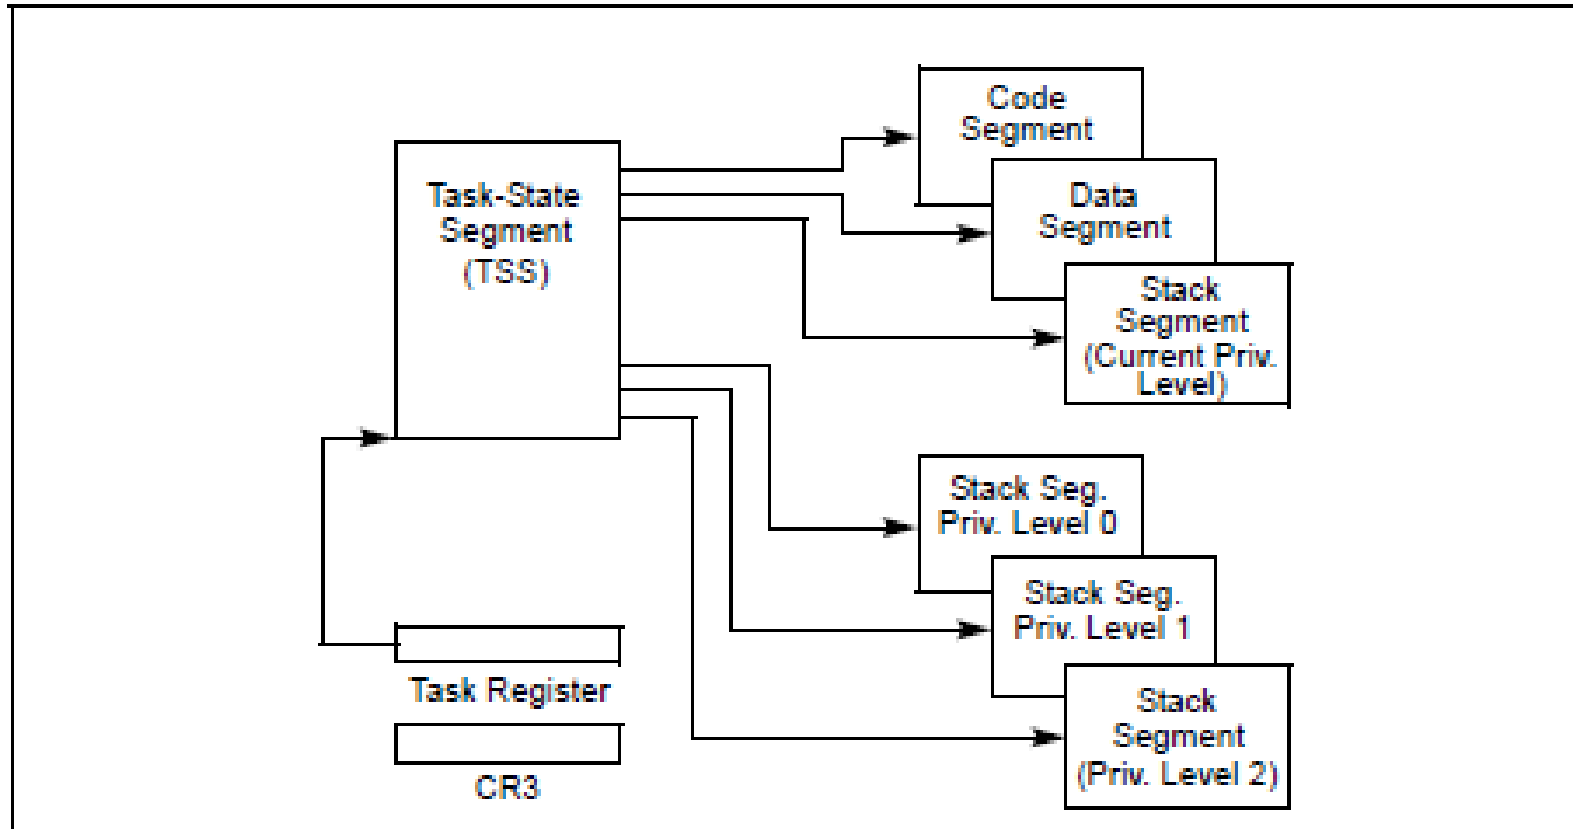 Code
Segment
Task-State
Segment
(TSS)
Data
Segment
Stack
Segment
(Current Priv.
Level)
Stack Seg.
Priv. Level 0
Stack Seg.
Priv. Level 1
Task Register
Stack
Segment
(Priv. Level 2)
CR3